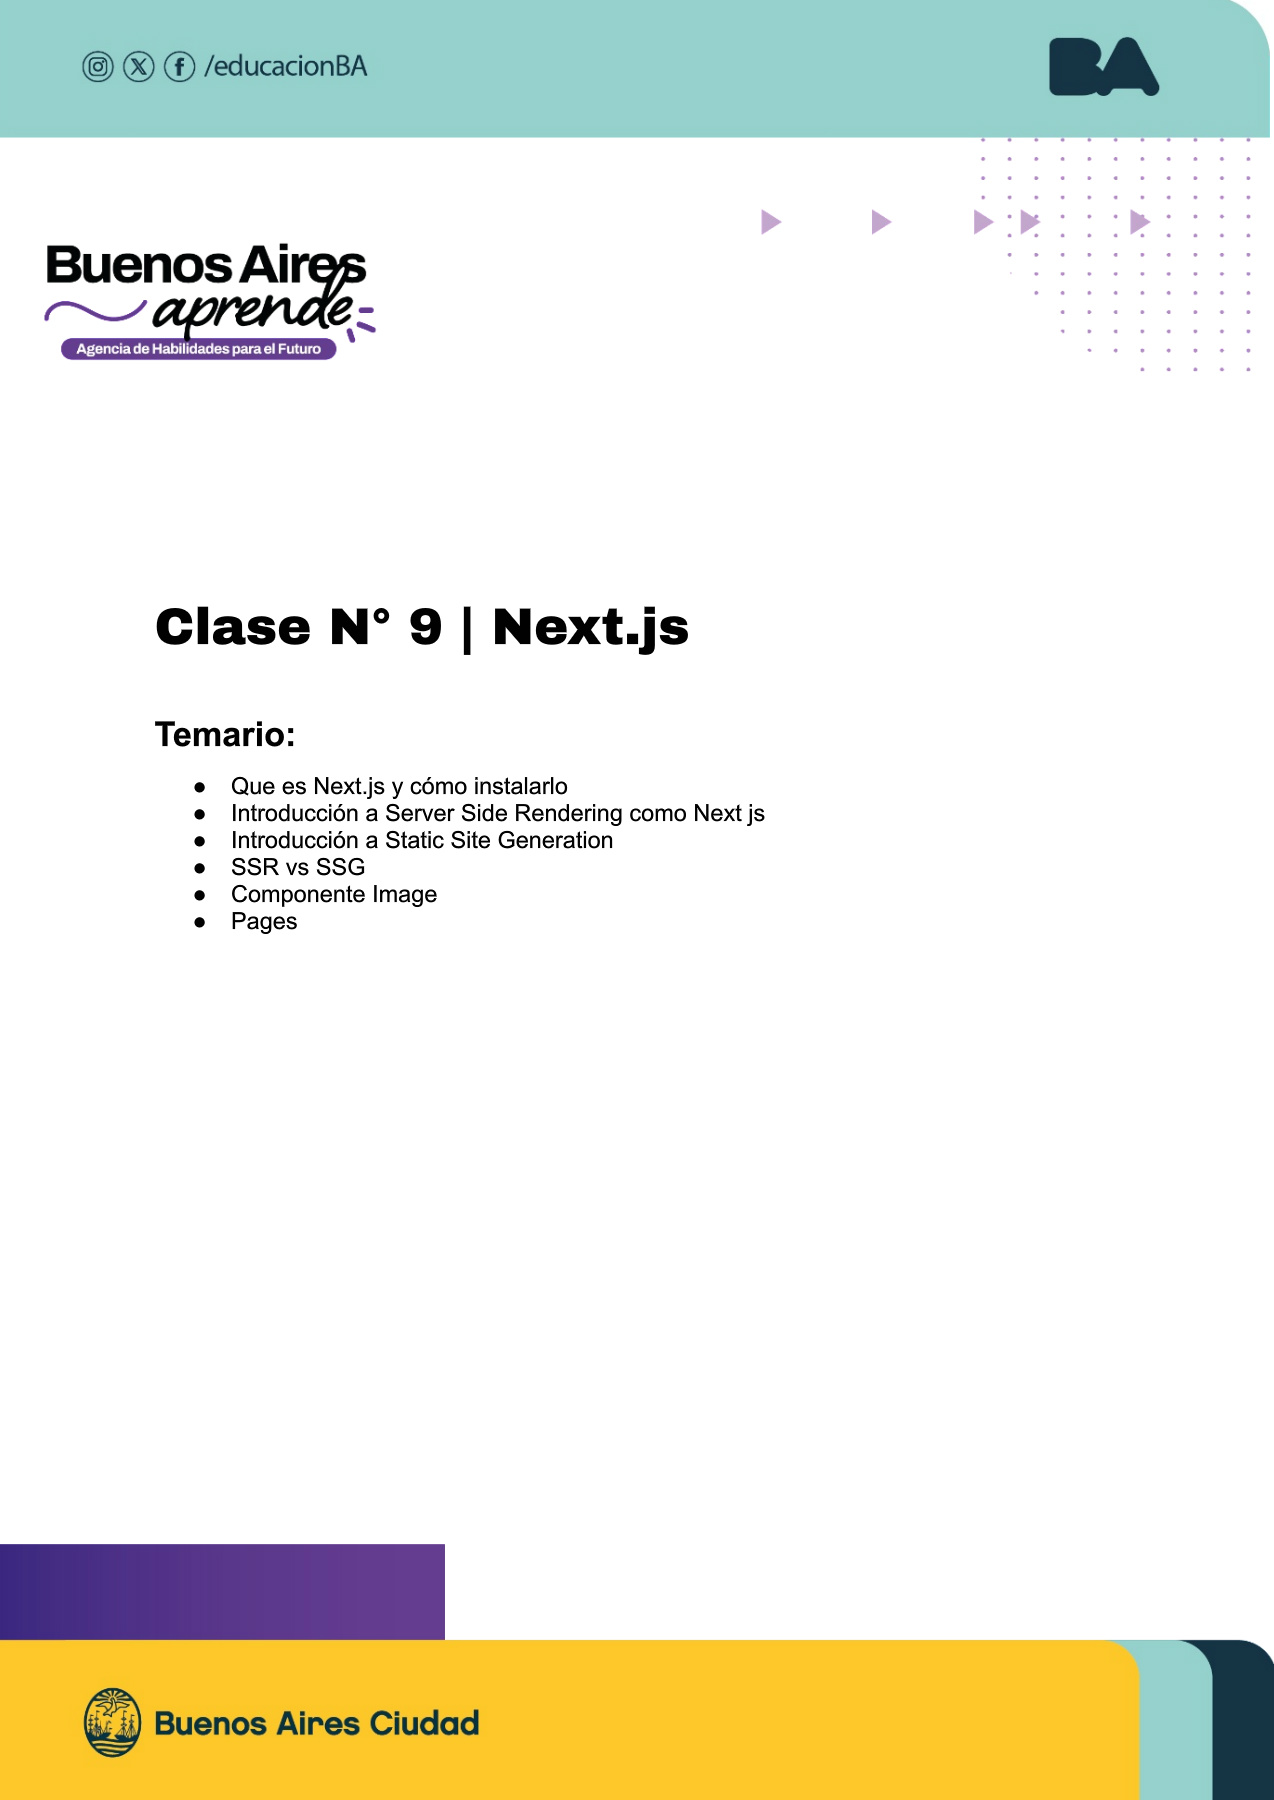 /educacionBA
BA
Buenos Aires
aprende
Agencia de Habilidades para el Futuro
Clase N° 9 | Next.js
Temario:
● Que es Next.js y cómo instalarlo
● Introducción a Server Side Rendering como Next js
● Introducción a Static Site Generation
● SSR vs SSG
● Componente Image
● Pages
Buenos Aires Ciudad